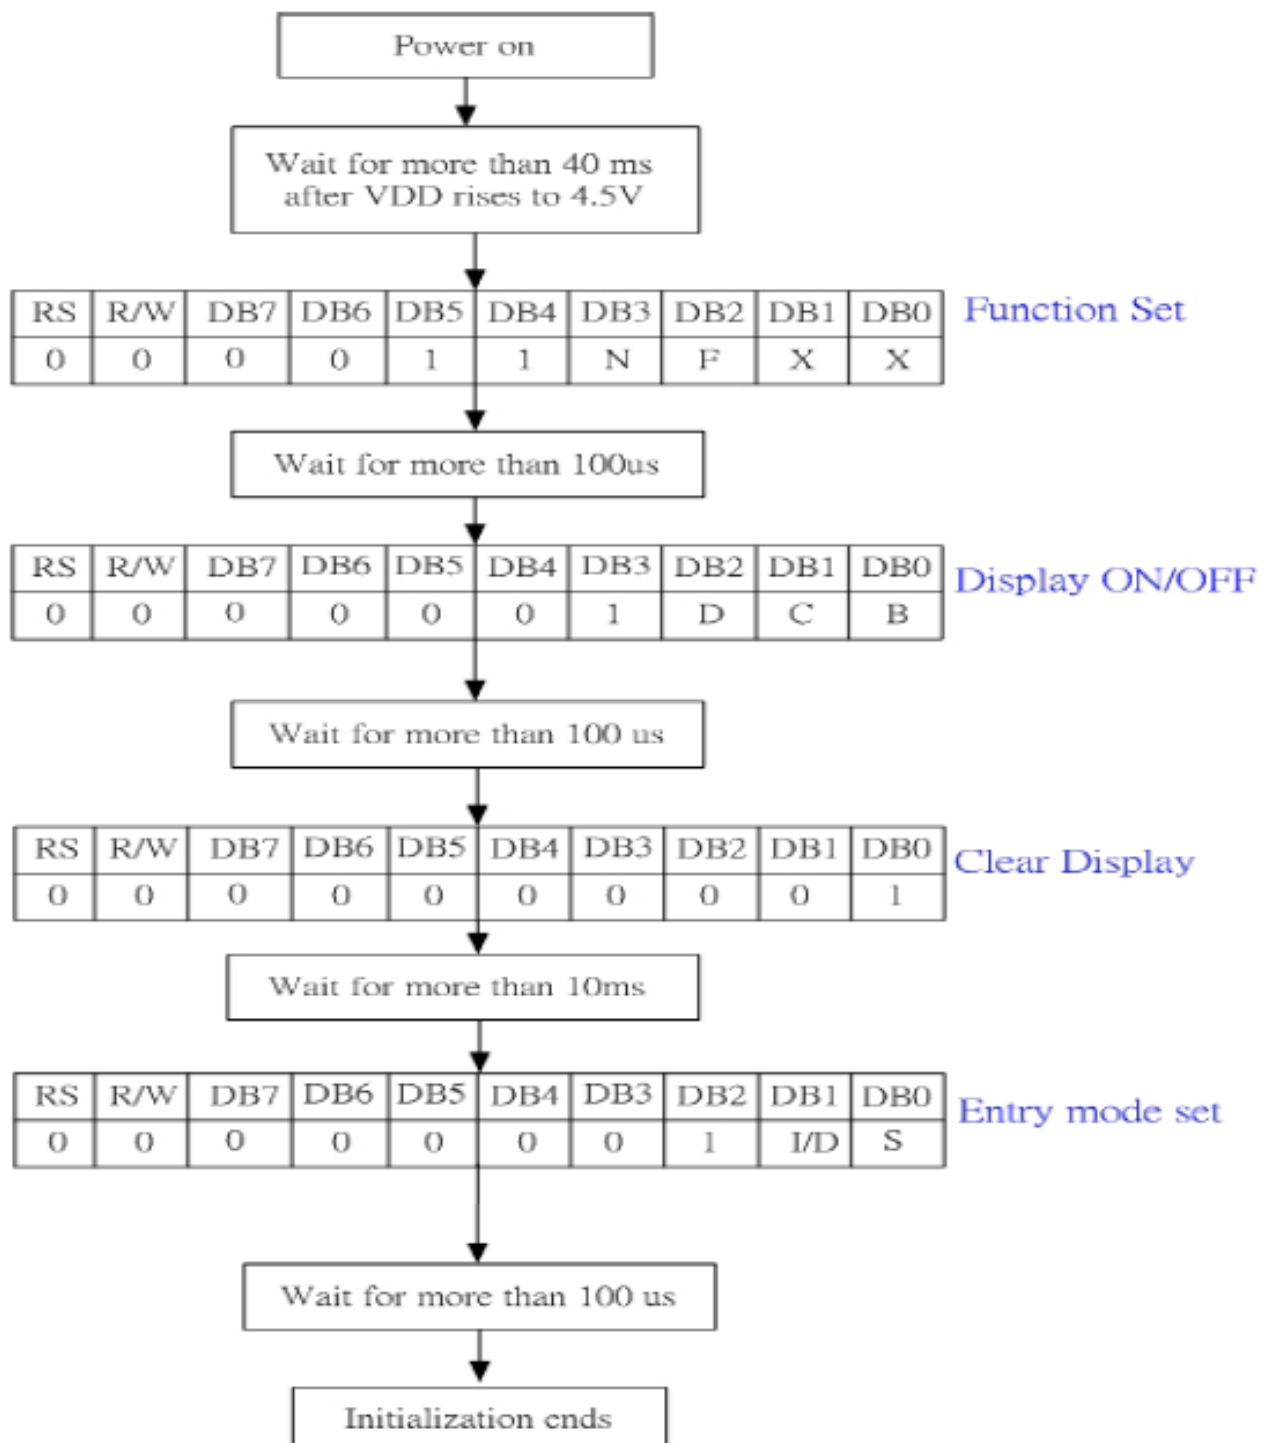 Power on
Wait for more than 40 ms
after VDD rises to 4.5V
RS R/W DB7 DB6 DB5 DB4 DB3 DB2 DB1 DB0 Function Set
0 0 0 0 1 1 N F X X
Wait for more than 100us
RS R/W DB7 DB6 DB5 DB4 DB3 DB2 DB1 DB0 Display ON/OFF
0 0 0 0 0 0 1 D C B
Wait for more than 100 us
RS R/W DB7 DB6 DB5 DB4 DB3 DB2 DB1 DB0 Clear Display
0 0 0 0 0 0 0 0 0 1
Wait for more than 10ms
RS R/W DB7 DB6 DB5 DB4 DB3 DB2 DB1 DB0 Entry mode set
0 0 0 0 0 0 0 1 I/D S
Wait for more than 100 us
Initialization ends